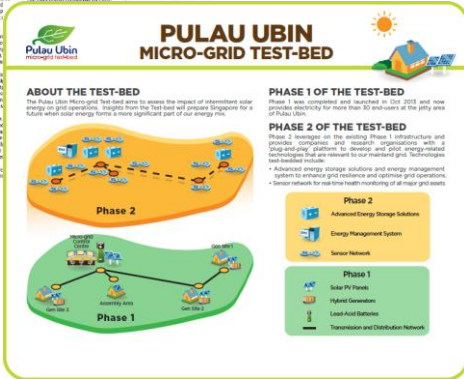 Pulau Ubin
micro-grid test-bed
PULAU UBIN
MICRO-GRID TEST-BED
ABOUT THE TEST-BED
The Pulau Ubin Micro-grid Test-bed aims to assess the impact of intermittent solar
energy on grid operations. Insights from the Test-bed will prepare Singapore for a
future when solar energy forms a more significant part of our energy mix.
Phase 2
Micro-grid
Control
Centre
Gen Site 1
Assembly Area
Gen Site 2
Gen Site 3
Phase 1
PHASE 1 OF THE TEST-BED
Phase 1 was completed and launched in Oct 2013 and now
provides electricity for more than 30 end-users at the jetty area
of Pulau Ubin.
PHASE 2 OF THE TEST-BED
Phase 2 leverages on the existing Phase 1 infrastructure and
provides companies and research organisations with a
'plug-and-play' platform to develop and pilot energy-related
technologies that are relevant to our mainland grid. Technologies
test-bedded include:
• Advanced energy storage solutions and energy management
system to enhance grid resilience and optimise grid operations.
• Sensor network for real-time health monitoring of all major grid assets
Phase 2
Advanced Energy Storage Solutions
Energy Management System
Sensor Network
Phase 1
Solar PV Panels
Hybrid Generators
Lead-Acid Batteries
Transmission and Distribution Network